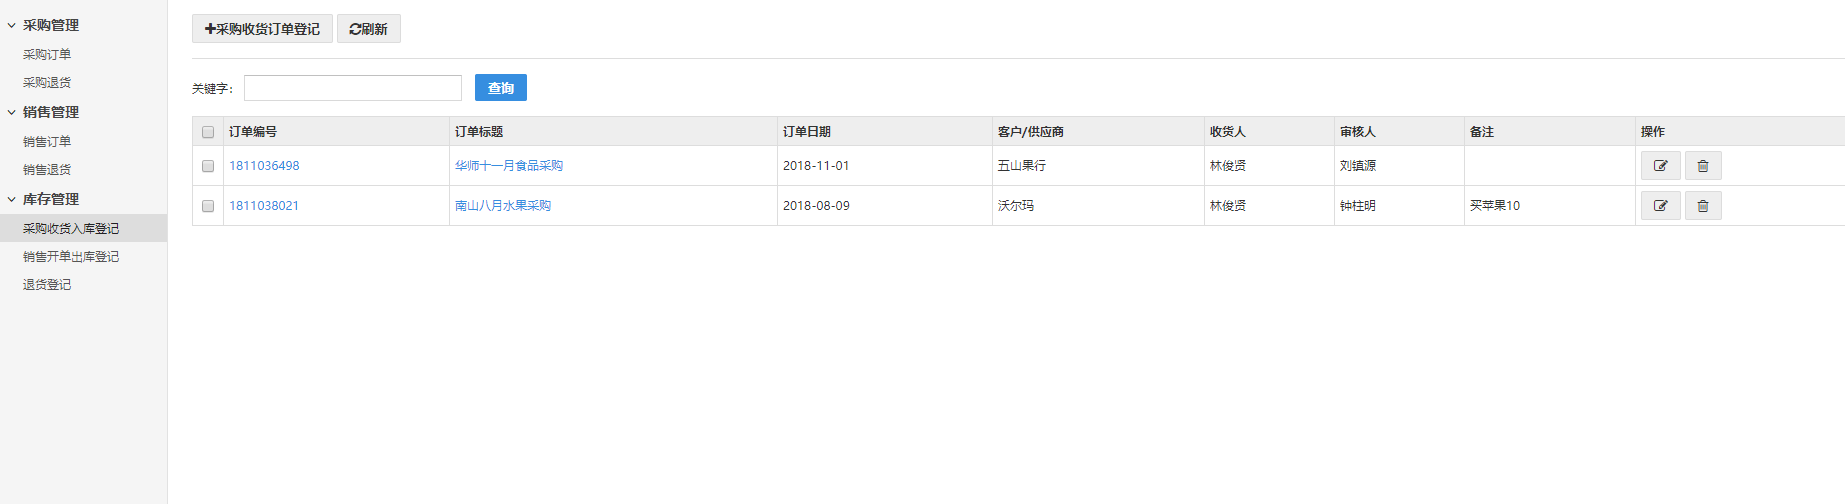 采购管理
采购订单
采购退货
销售管理
销售订单
销售退货
库存管理
采购收货入库登记
销售开单出库登记
退货登记
采购收货订单登记 刷新
关键字: 查询
订单编号 订单标题 订单日期 客户/供应商 收货人 审核人 备注 操作
1811036498 华师十一月食品采购 2018-11-01 五山果行 林俊贤 刘镇源
1811038021 南山八月水果采购 2018-08-09 沃尔玛 林俊贤 钟柱明 买苹果10